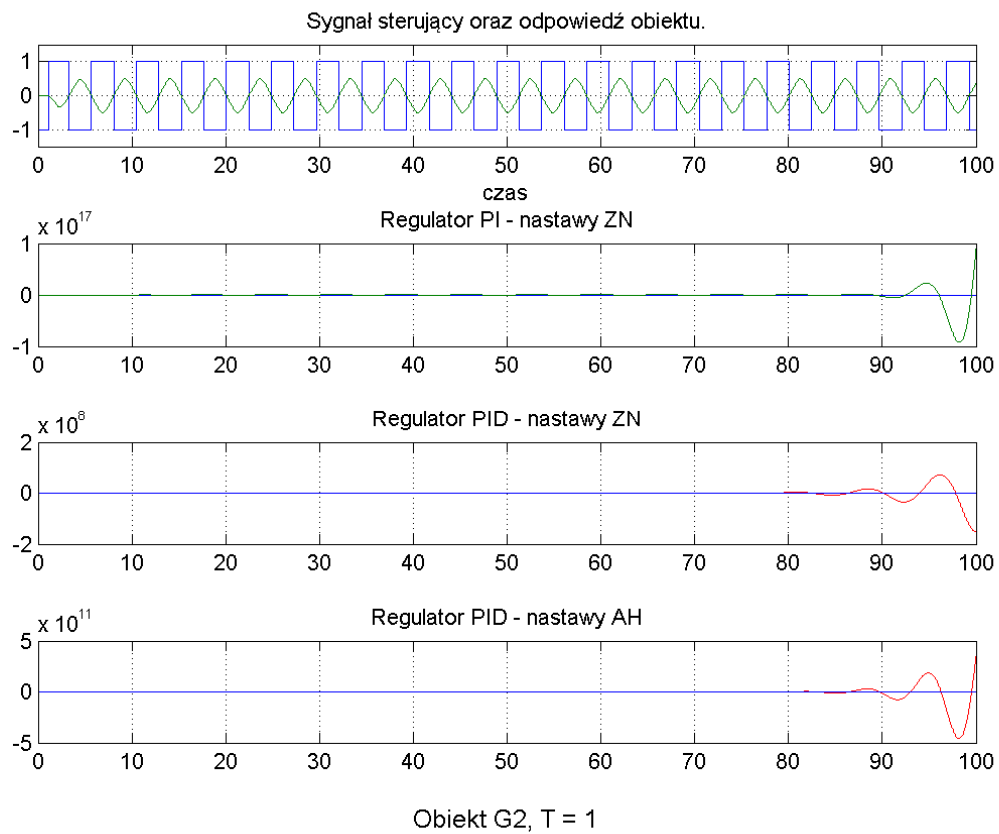 Sygnał sterujący oraz odpowiedź obiektu.
1
0
-1
0 10 20 30 40 50 60 70 80 90 100
czas
Regulator PI - nastawy ZN
x 10^17
1
0
-1
0 10 20 30 40 50 60 70 80 90 100
Regulator PID - nastawy ZN
x 10^8
2
0
-2
0 10 20 30 40 50 60 70 80 90 100
Regulator PID - nastawy AH
x 10^11
5
0
-5
0 10 20 30 40 50 60 70 80 90 100
Obiekt G2, T = 1